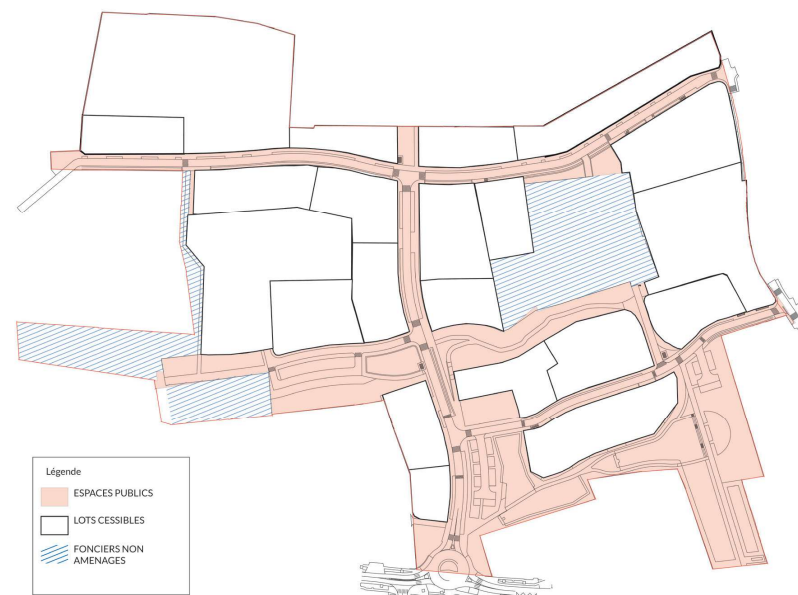 Légende
ESPACES PUBLICS
LOTS CESSIBLES
FONCIERS NON
AMENAGES